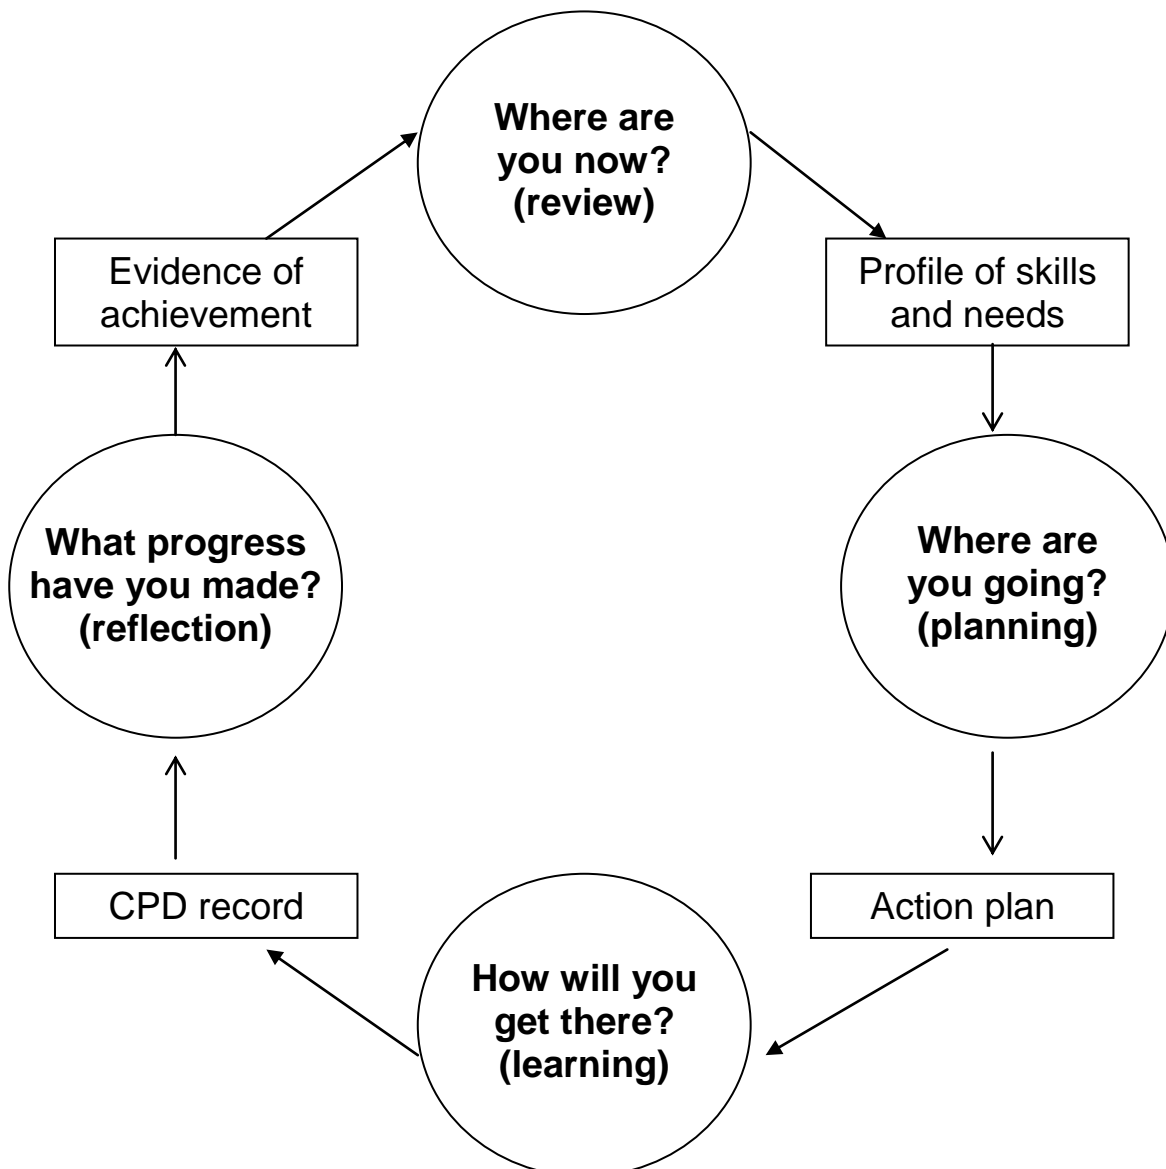 Where are
you now?
(review)
Evidence of
achievement
Profile of skills
and needs
What progress
have you made?
(reflection)
Where are
you going?
(planning)
CPD record
Action plan
How will you
get there?
(learning)